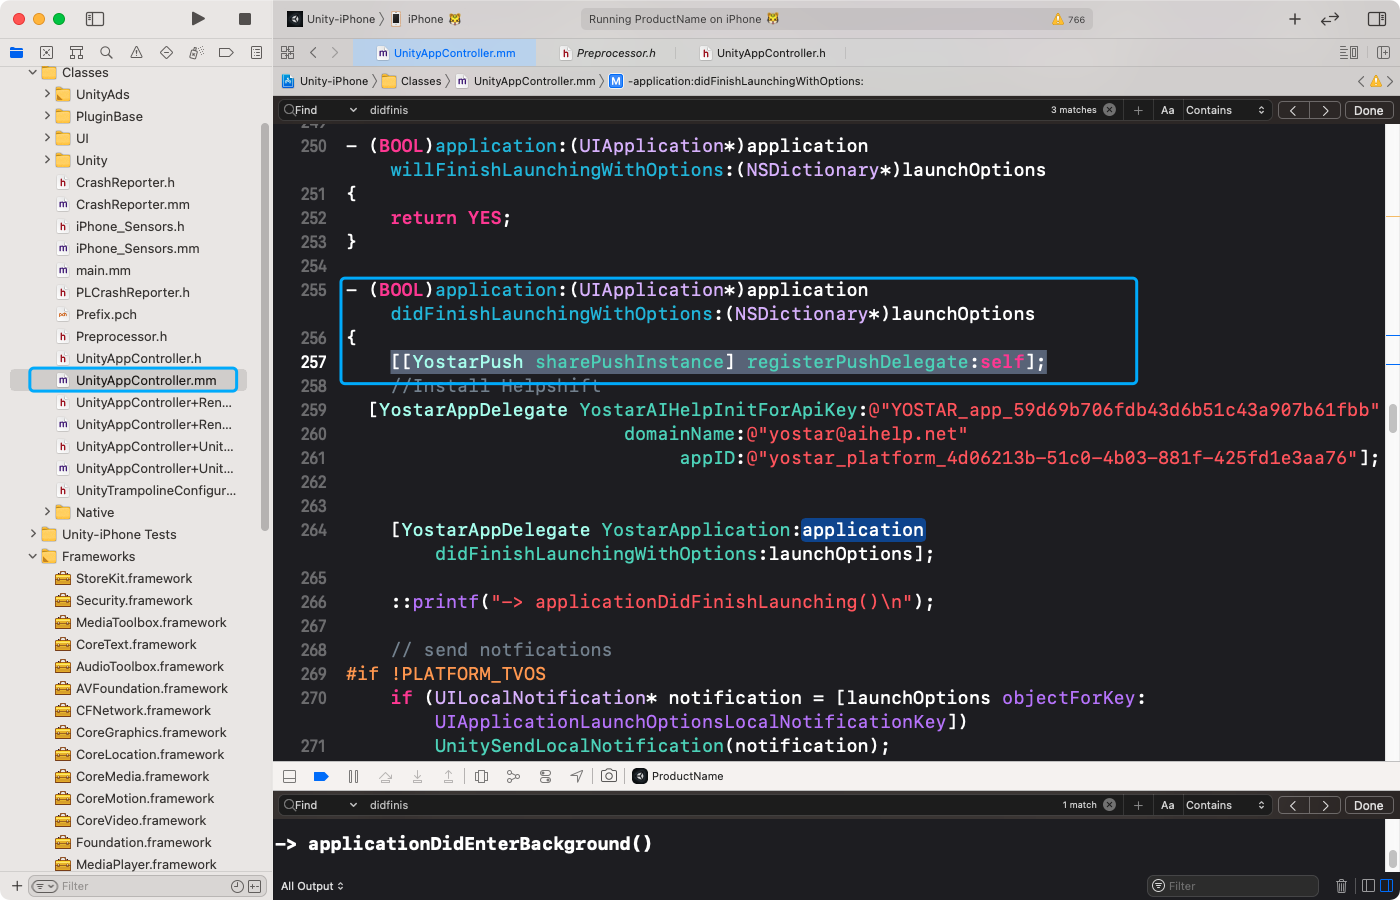 Unity-iPhone
iPhone
Running ProductName on iPhone
766
UnityAppController.mm
Preprocessor.h
UnityAppController.h
Unity-iPhone
Classes
UnityAppController.mm
M
-application:didFinishLaunchingWithOptions:
Find
didfinis
3 matches
Aa
Contains
Done
Classes
UnityAds
PluginBase
UI
Unity
CrashReporter.h
CrashReporter.mm
iPhone_Sensors.h
iPhone_Sensors.mm
main.mm
PLCrashReporter.h
Prefix.pch
Preprocessor.h
UnityAppController.h
UnityAppController.mm
UnityAppController+Ren...
UnityAppController+Ren...
UnityAppController+Unit...
UnityAppController+Unit...
UnityTrampolineConfigur...
Native
Unity-iPhone Tests
Frameworks
StoreKit.framework
Security.framework
MediaToolbox.framework
CoreText.framework
AudioToolbox.framework
AVFoundation.framework
CFNetwork.framework
CoreGraphics.framework
CoreLocation.framework
CoreMedia.framework
CoreMotion.framework
CoreVideo.framework
Foundation.framework
MediaPlayer.framework
Filter
249
250 - (BOOL)application:(UIApplication*)application
willFinishLaunchingWithOptions:(NSDictionary*)launchOptions
251 {
252 return YES;
253 }
254
255 - (BOOL)application:(UIApplication*)application
didFinishLaunchingWithOptions:(NSDictionary*)launchOptions
256 {
257 [[YostarPush sharePushInstance] registerPushDelegate:self];
258 //Install Helpshift
259 [YostarAppDelegate YostarAIHelpInitForApiKey:@"YOSTAR_app_59d69b706fdb43d6b51c43a907b61fbb"
260 domainName:@"yostar@aihelp.net"
261 appID:@"yostar_platform_4d06213b-51c0-4b03-881f-425fd1e3aa76"];
262
263
264 [YostarAppDelegate YostarApplication:application
didFinishLaunchingWithOptions:launchOptions];
265
266 ::printf("-> applicationDidFinishLaunching()\n");
267
268 // send notfications
269 #if !PLATFORM_TVOS
270 if (UILocalNotification* notification = [launchOptions objectForKey:
UIApplicationLaunchOptionsLocalNotificationKey])
271 UnitySendLocalNotification(notification);
ProductName
Find
didfinis
1 match
Aa
Contains
Done
-> applicationDidEnterBackground()
All Output
Filter